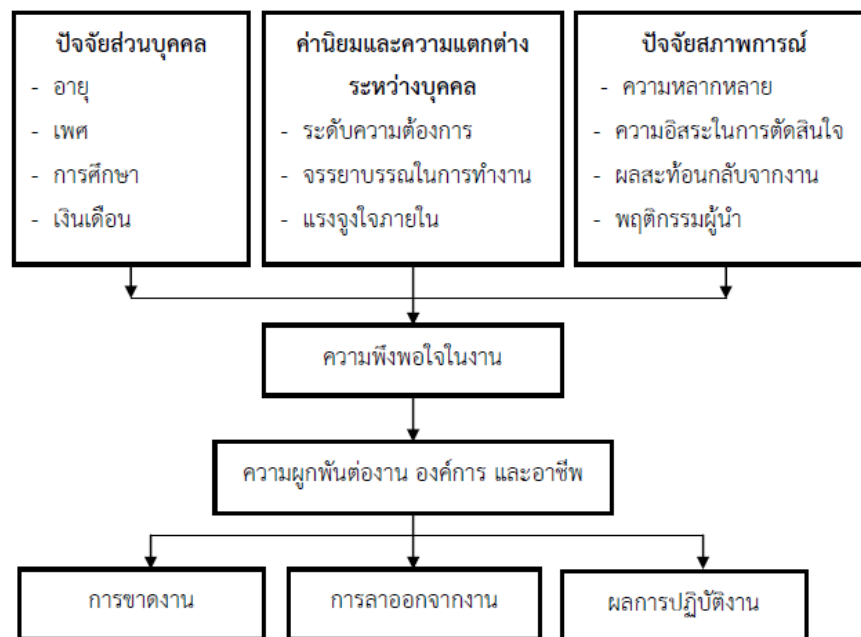 ปัจจัยส่วนบุคคล
- อายุ
- เพศ
- การศึกษา
- เงินเดือน
ค่านิยมและความแตกต่าง
ระหว่างบุคคล
- ระดับความต้องการ
- จรรยาบรรณในการทำงาน
- แรงจูงใจภายใน
ปัจจัยสภาพการณ์
- ความหลากหลาย
- ความอิสระในการตัดสินใจ
- ผลสะท้อนกลับจากงาน
- พฤติกรรมผู้นำ
ความพึงพอใจในงาน
ความผูกพันต่องาน องค์การ และอาชีพ
การขาดงาน
การลาออกจากงาน
ผลการปฏิบัติงาน